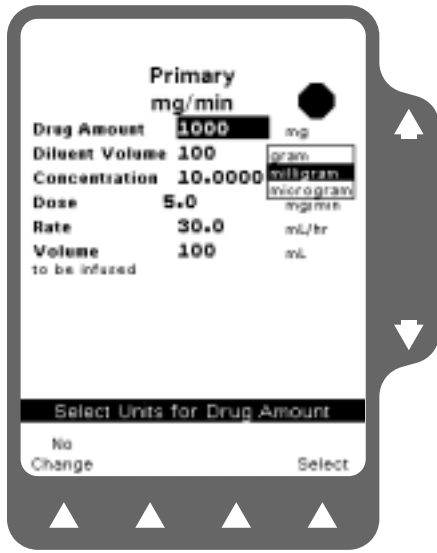 Primary
mg/min
Drug Amount 1000 mg
Diluent Volume 100 gram
Concentration 10.0000 milligram
microgram
Dose 5.0 mg/min
Rate 30.0 mL/hr
Volume 100 mL
to be infused
Select Units for Drug Amount
No
Change Select